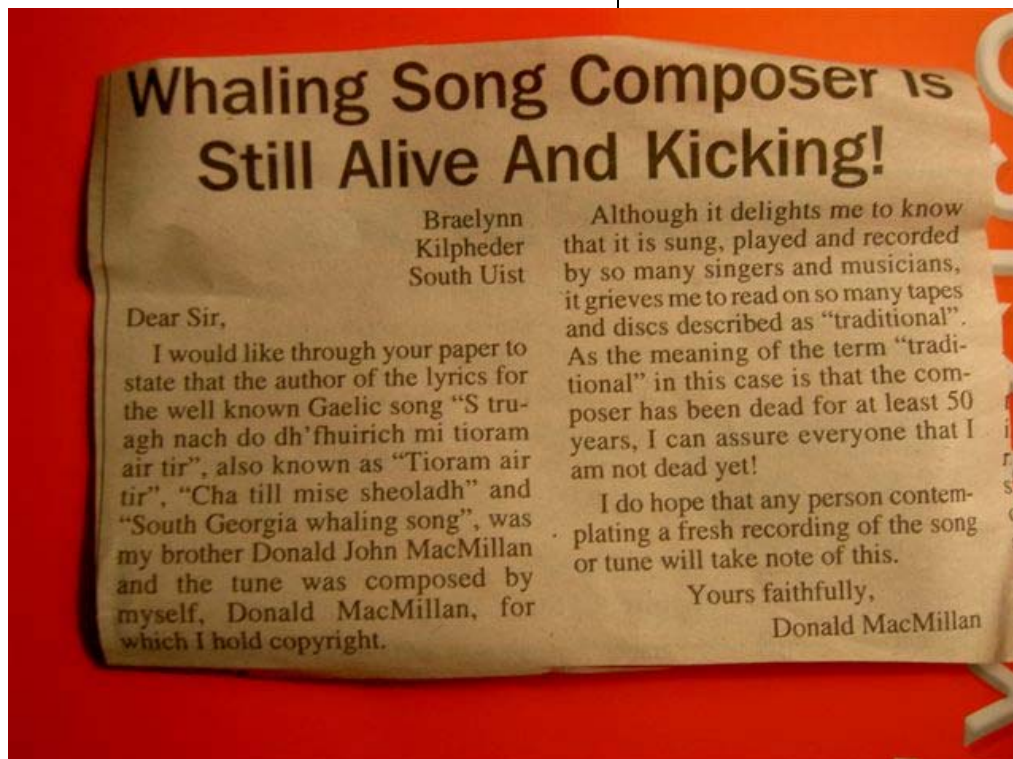 Whaling Song Composer Is
Still Alive And Kicking!
Braelynn
Kilpheder
South Uist
Dear Sir,
I would like through your paper to
state that the author of the lyrics for
the well known Gaelic song “S tru-
agh nach do dh’fhuirich mi tioram
air tir”, also known as “Tioram air
tir”, “Cha till mise sheoladh” and
“South Georgia whaling song”, was
my brother Donald John MacMillan
and the tune was composed by
myself, Donald MacMillan, for
which I hold copyright.
Although it delights me to know
that it is sung, played and recorded
by so many singers and musicians,
it grieves me to read on so many tapes
and discs described as “traditional”.
As the meaning of the term “tradi-
tional” in this case is that the com-
poser has been dead for at least 50
years, I can assure everyone that I
am not dead yet!
I do hope that any person contem-
plating a fresh recording of the song
or tune will take note of this.
Yours faithfully,
Donald MacMillan